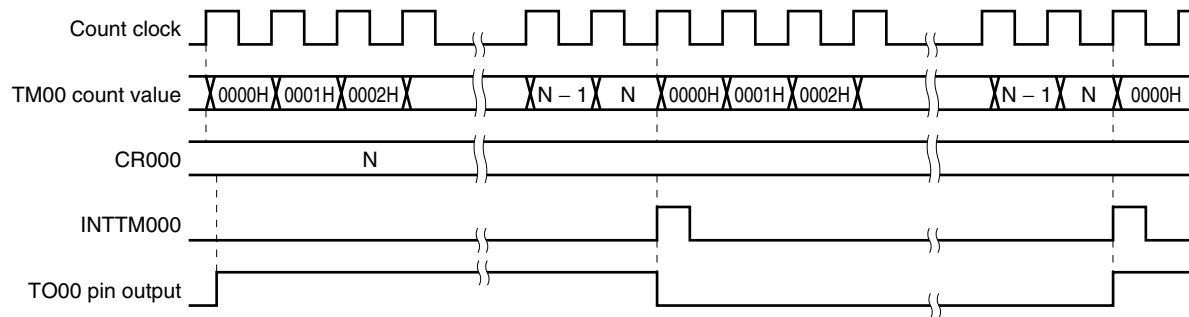 Count clock
TM00 count value 0000H 0001H 0002H N – 1 N 0000H 0001H 0002H N – 1 N 0000H
CR000 N
INTTM000
TO00 pin output